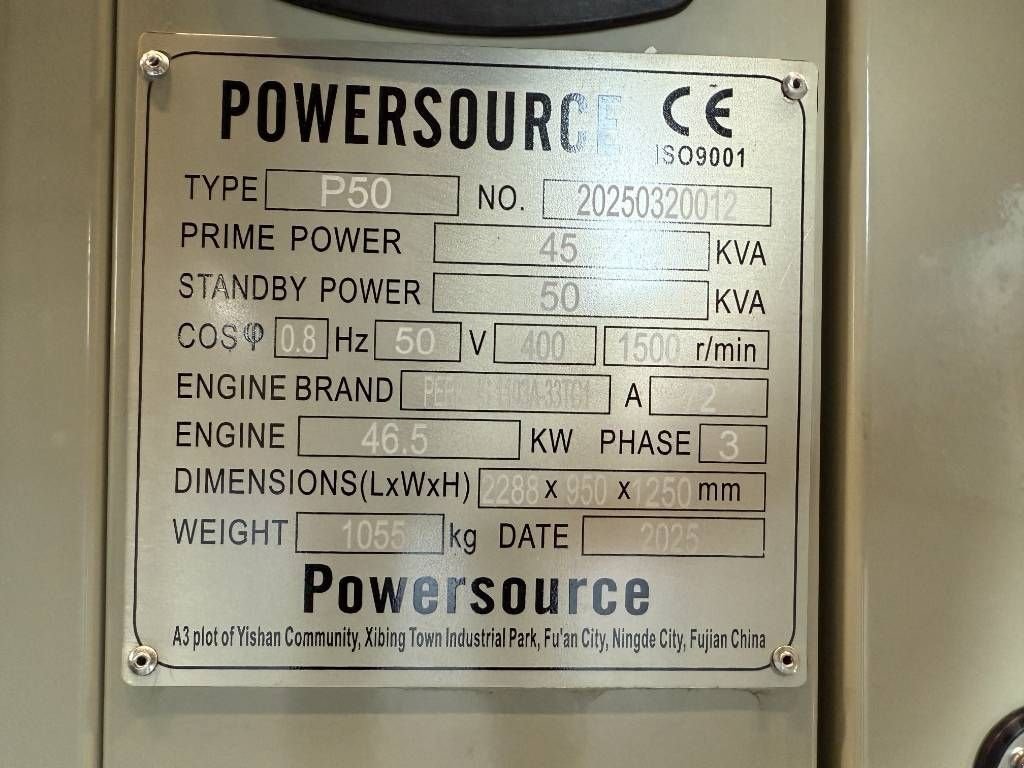 POWERSOURCE CE
ISO9001
TYPE P50 NO. 20250320012
PRIME POWER 45 KVA
STANDBY POWER 50 KVA
COSφ 0.8 Hz 50 V 400 1500 r/min
ENGINE BRAND 1103A-33TG1 A 72
ENGINE 46.5 KW PHASE 3
DIMENSIONS(LxWxH) 2288 x 950 x 1250 mm
WEIGHT 1055 kg DATE 2025
Powersource
A3 plot of Yishan Community, Xibing Town Industrial Park, Fu'an City, Ningde City, Fujian China